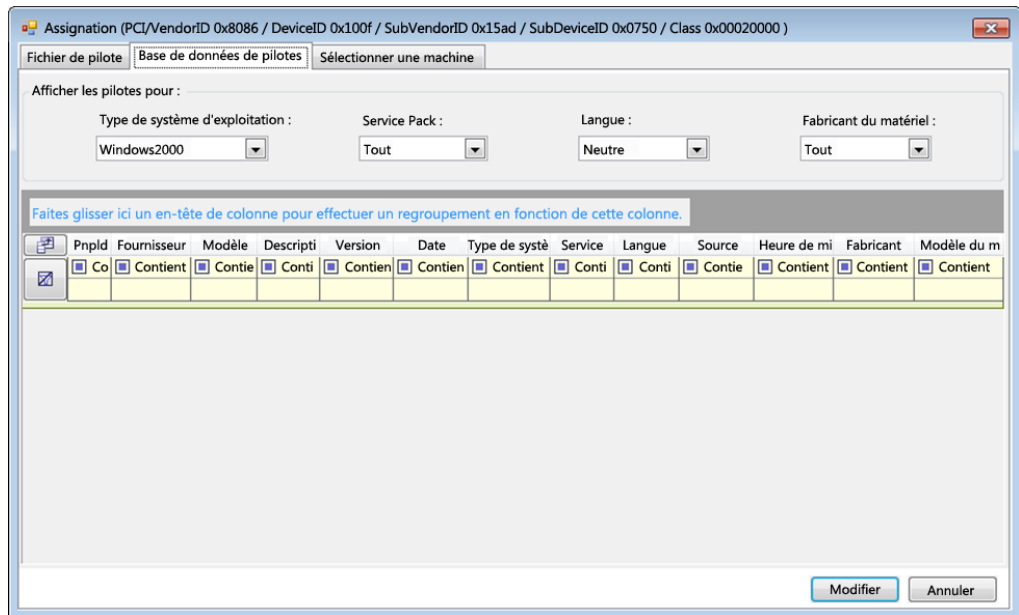 Assignation (PCI/VendorID 0x8086 / DeviceID 0x100f / SubVendorID 0x15ad / SubDeviceID 0x0750 / Class 0x00020000 )
Fichier de pilote Base de données de pilotes Sélectionner une machine
Afficher les pilotes pour :
Type de système d'exploitation : Service Pack : Langue : Fabricant du matériel :
Windows2000 Tout Neutre Tout
Faites glisser ici un en-tête de colonne pour effectuer un regroupement en fonction de cette colonne.
PnpId Fournisseur Modèle Descripti Version Date Type de systè Service Langue Source Heure de mi Fabricant Modèle du m
Co Contient Contie Conti Contien Contien Contient Conti Conti Contie Contient Contient Contient
Modifier Annuler